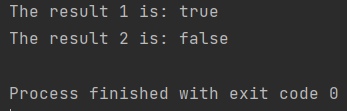 The result 1 is: true
The result 2 is: false
Process finished with exit code 0